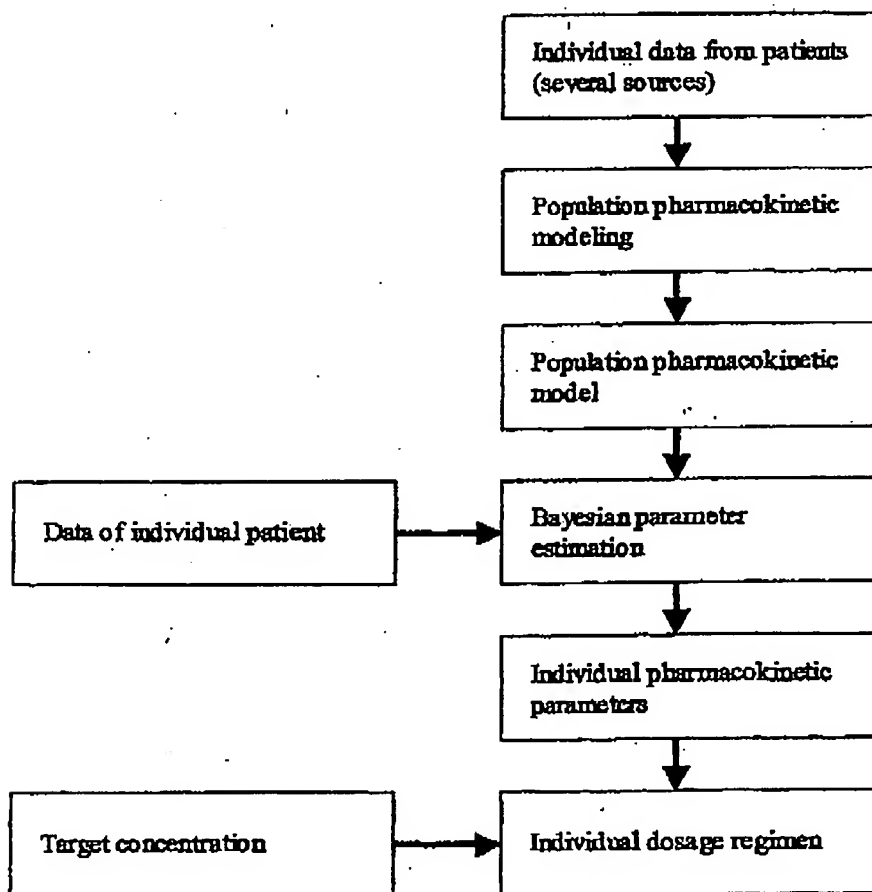 Individual data from patients
(several sources)
Population pharmacokinetic
modeling
Population pharmacokinetic
model
Data of individual patient
Bayesian parameter
estimation
Individual pharmacokinetic
parameters
Target concentration
Individual dosage regimen